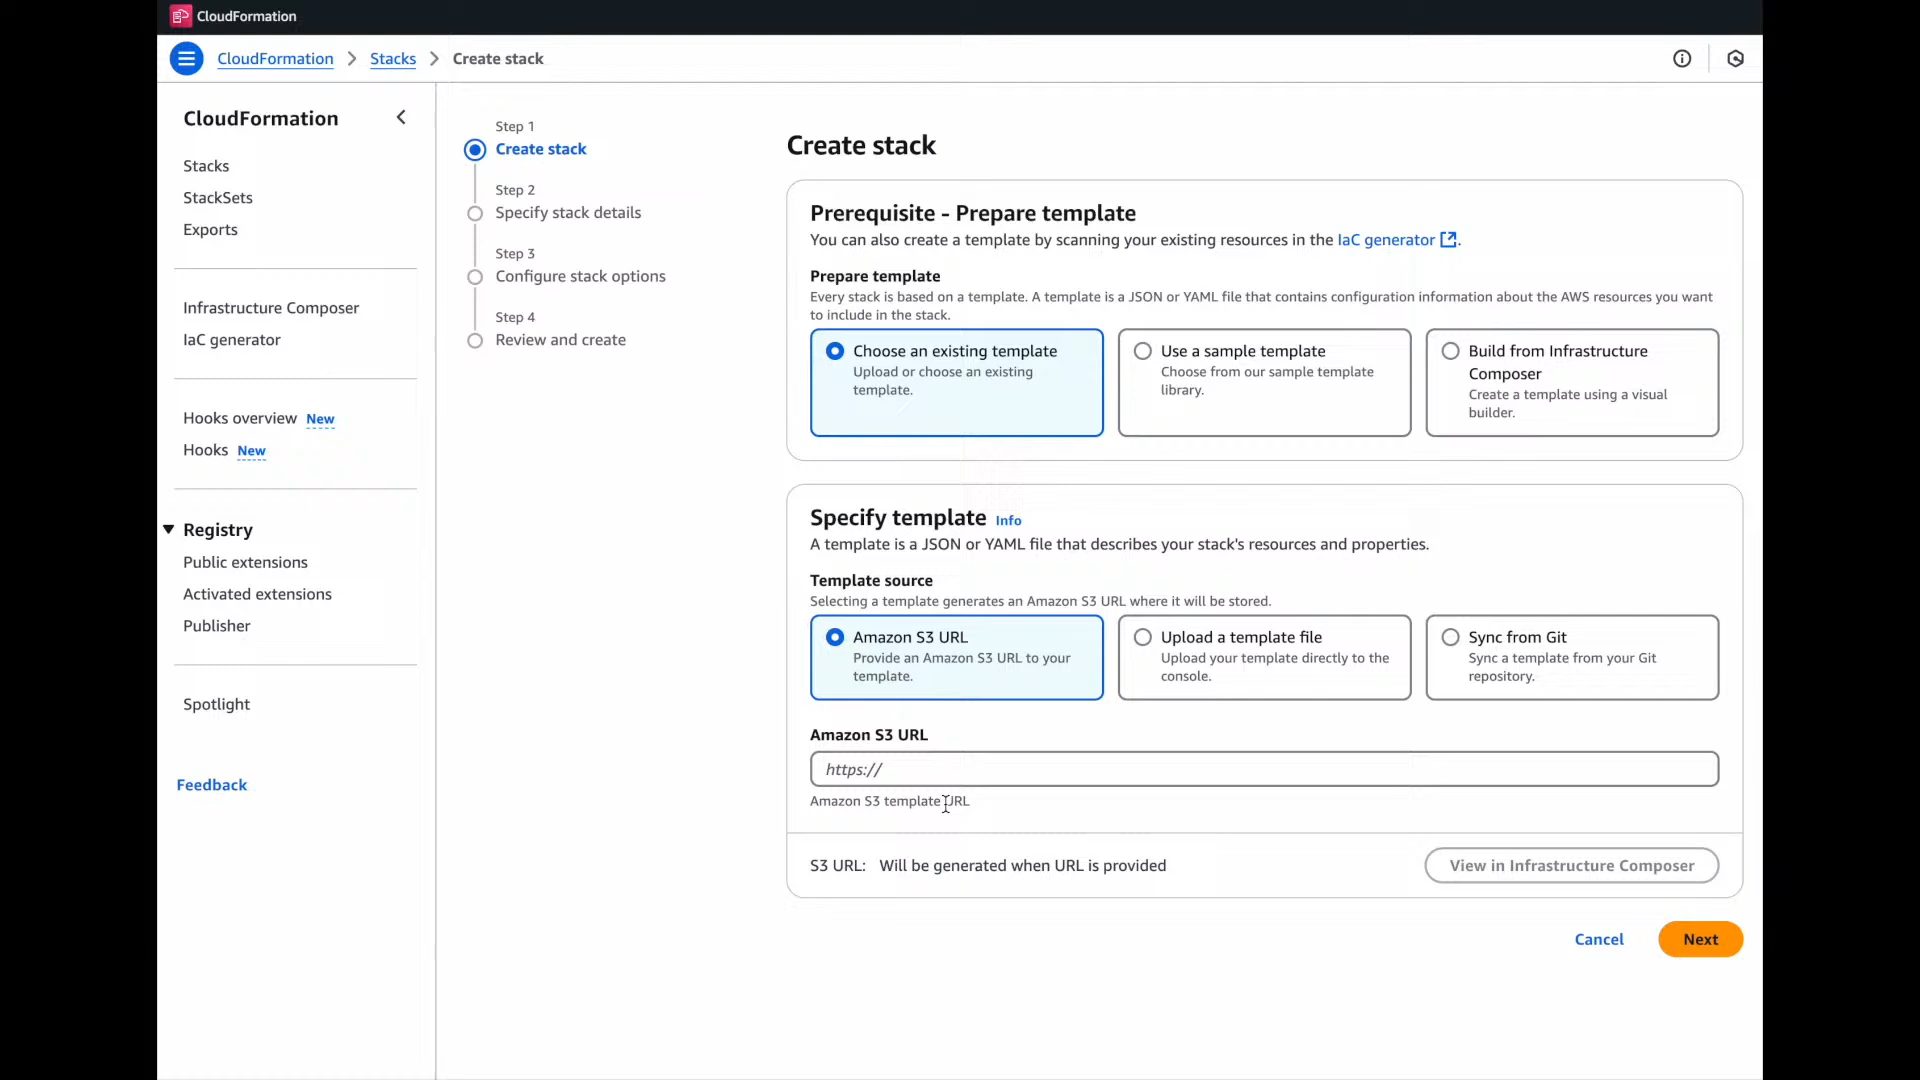 CloudFormation
CloudFormation > Stacks > Create stack
CloudFormation
Stacks
StackSets
Exports
Infrastructure Composer
IaC generator
Hooks overview New
Hooks New
Registry
Public extensions
Activated extensions
Publisher
Spotlight
Feedback
Step 1
Create stack
Step 2
Specify stack details
Step 3
Configure stack options
Step 4
Review and create
Create stack
Prerequisite - Prepare template
You can also create a template by scanning your existing resources in the IaC generator.
Prepare template
Every stack is based on a template. A template is a JSON or YAML file that contains configuration information about the AWS resources you want
to include in the stack.
Choose an existing template
Upload or choose an existing
template.
Use a sample template
Choose from our sample template
library.
Build from Infrastructure
Composer
Create a template using a visual
builder.
Specify template Info
A template is a JSON or YAML file that describes your stack's resources and properties.
Template source
Selecting a template generates an Amazon S3 URL where it will be stored.
Amazon S3 URL
Provide an Amazon S3 URL to your
template.
Upload a template file
Upload your template directly to the
console.
Sync from Git
Sync a template from your Git
repository.
Amazon S3 URL
https://
Amazon S3 template URL
S3 URL: Will be generated when URL is provided
View in Infrastructure Composer
Cancel
Next